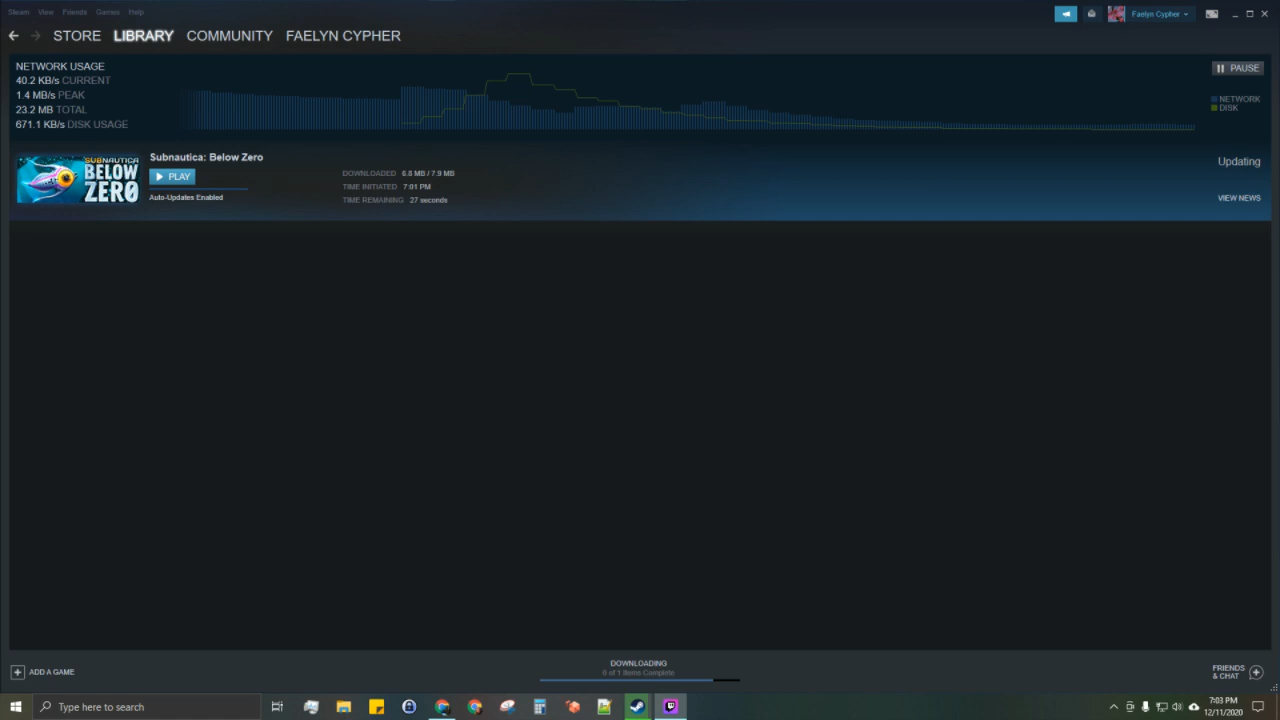 Steam View Friends Games Help
Faelyn Cypher
STORE LIBRARY COMMUNITY FAELYN CYPHER
NETWORK USAGE
40.2 KB/s CURRENT
1.4 MB/s PEAK
23.2 MB TOTAL
671.1 KB/s DISK USAGE
PAUSE
NETWORK
DISK
SUBNAUTICA
BELOW
ZERO
Subnautica: Below Zero
PLAY
Auto-Updates Enabled
DOWNLOADED 6.8 MB / 7.9 MB
TIME INITIATED 7:01 PM
TIME REMAINING 27 seconds
Updating
VIEW NEWS
ADD A GAME
DOWNLOADING
0 of 1 Items Complete
FRIENDS
& CHAT
Type here to search
7:03 PM
12/11/2020